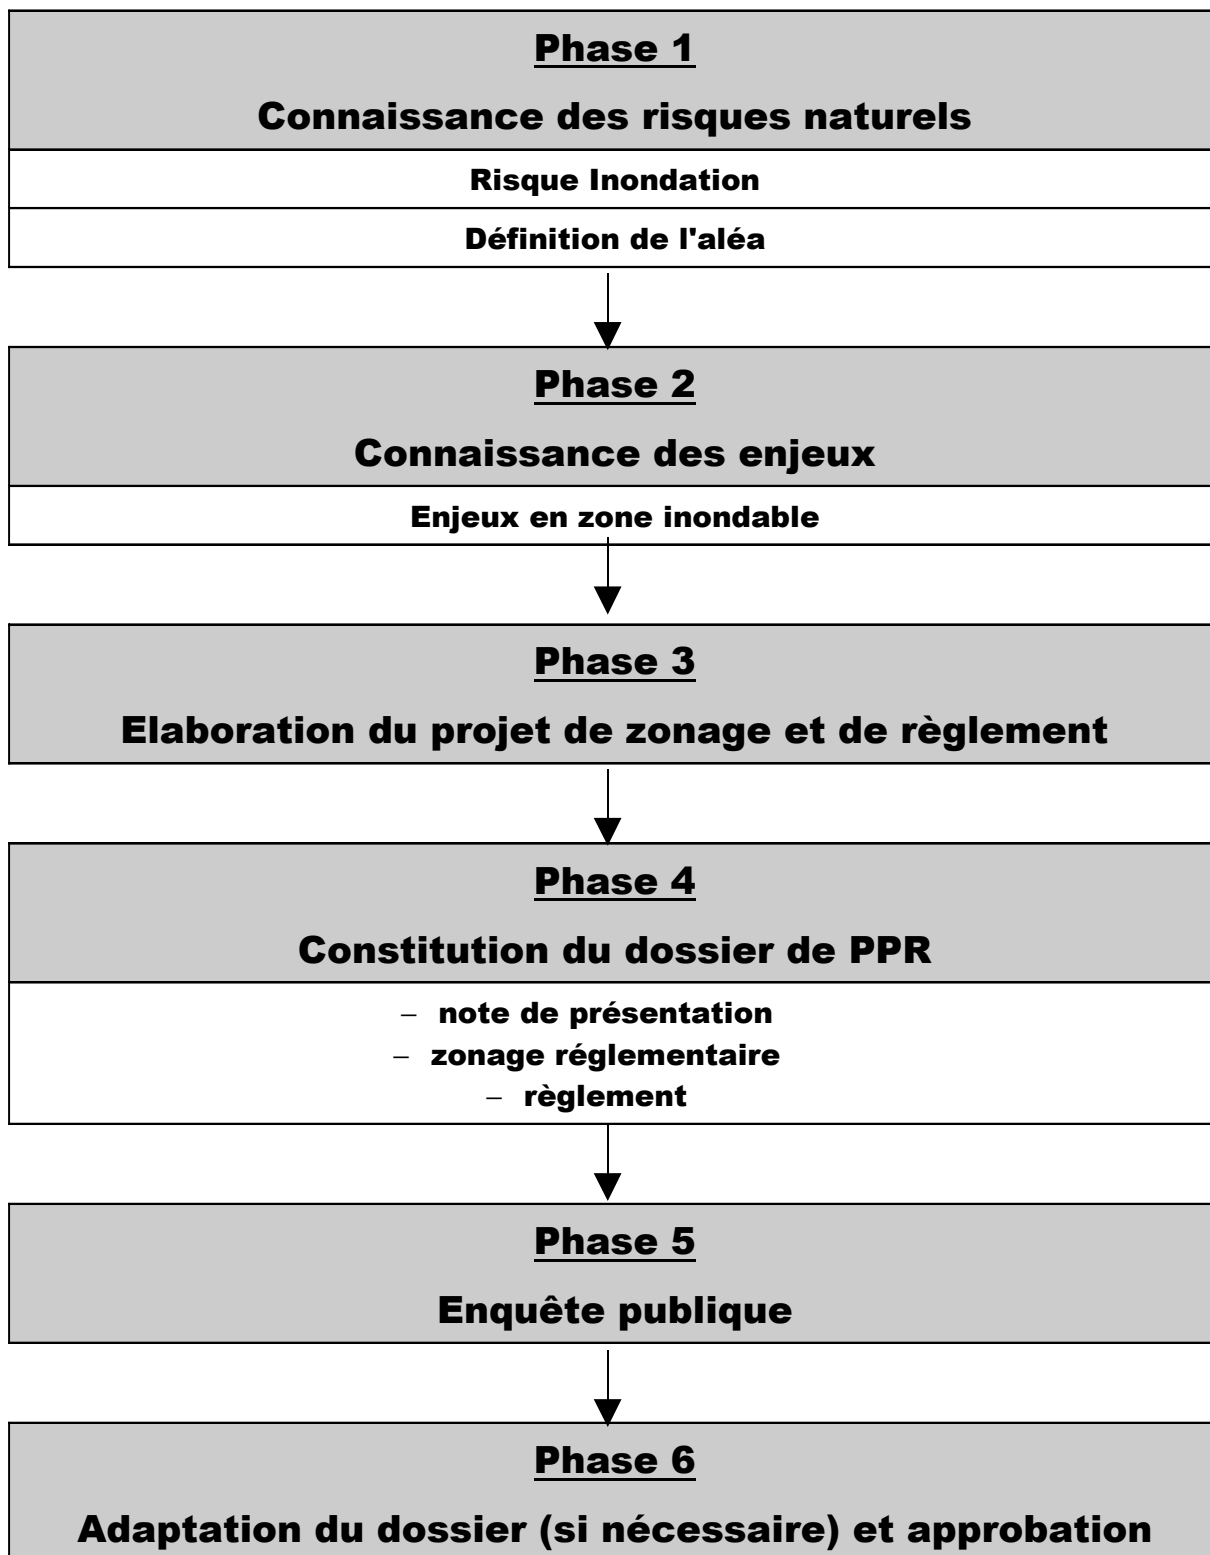 Phase 1
Connaissance des risques naturels
Risque Inondation
Définition de l'aléa
Phase 2
Connaissance des enjeux
Enjeux en zone inondable
Phase 3
Elaboration du projet de zonage et de règlement
Phase 4
Constitution du dossier de PPR
– note de présentation
– zonage réglementaire
– règlement
Phase 5
Enquête publique
Phase 6
Adaptation du dossier (si nécessaire) et approbation